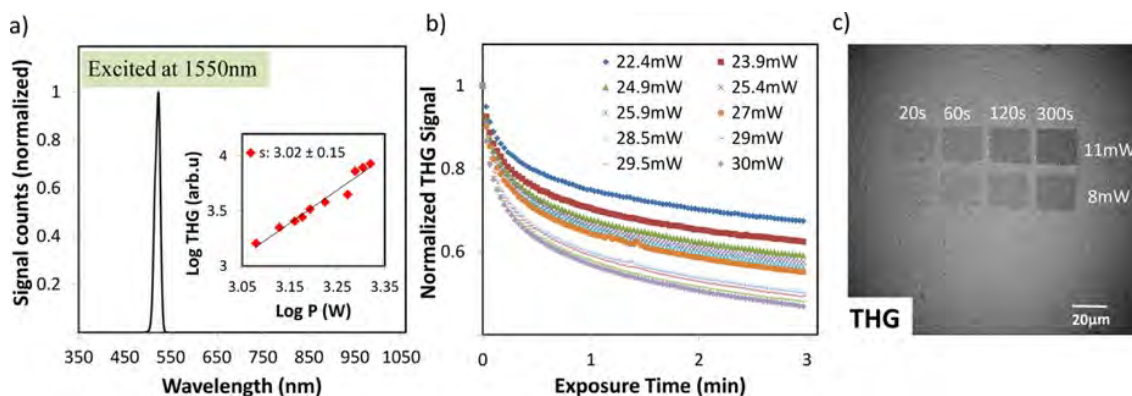 a)
Excited at 1550nm
Signal counts (normalized)
1
0.8
0.6
0.4
0.2
350 450 550 650 750 850 950 1050
Wavelength (nm)
s: 3.02 ± 0.15
Log THG (arb.u)
4
3.5
3
3.05 3.15 3.25 3.35
Log P (W)
b)
Normalized THG Signal
1
0.8
0.6
0 1 2 3
Exposure Time (min)
22.4mW 23.9mW
24.9mW 25.4mW
25.9mW 27mW
28.5mW 29mW
29.5mW 30mW
c)
20s 60s 120s 300s
11mW
8mW
THG
20µm